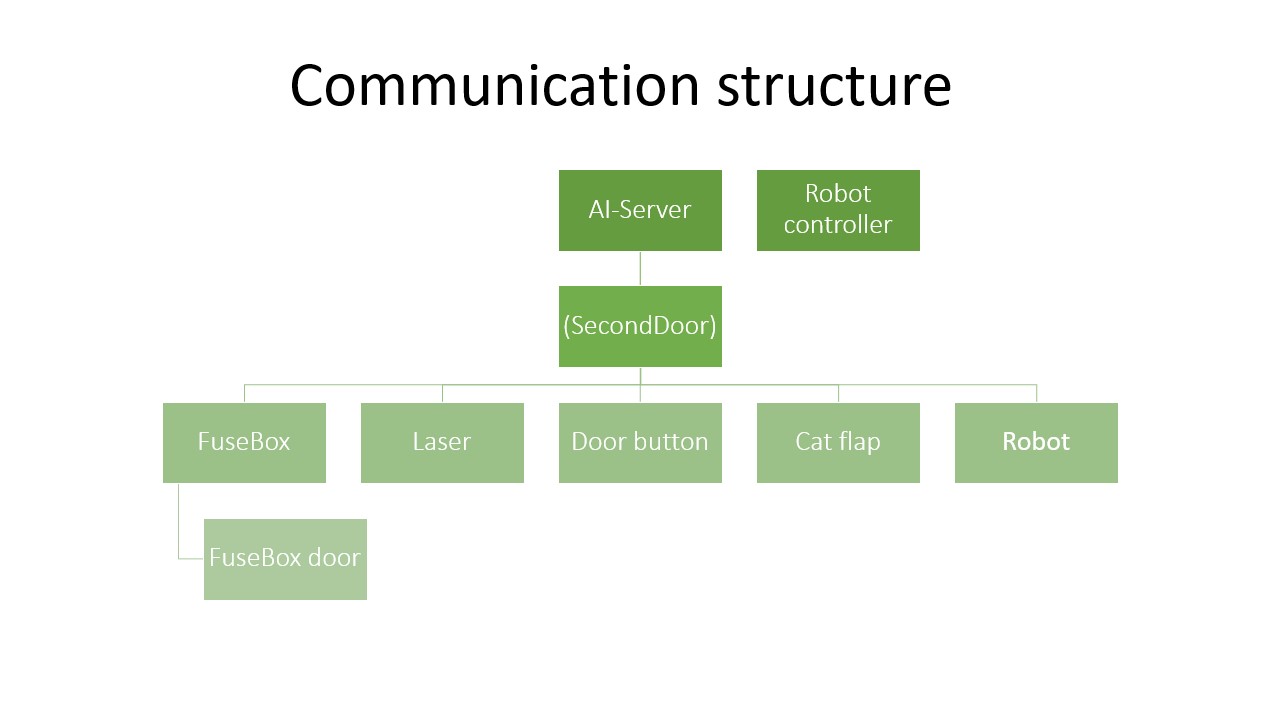 Communication structure
AI-Server
Robot
controller
(SecondDoor)
FuseBox
Laser
Door button
Cat flap
Robot
FuseBox door